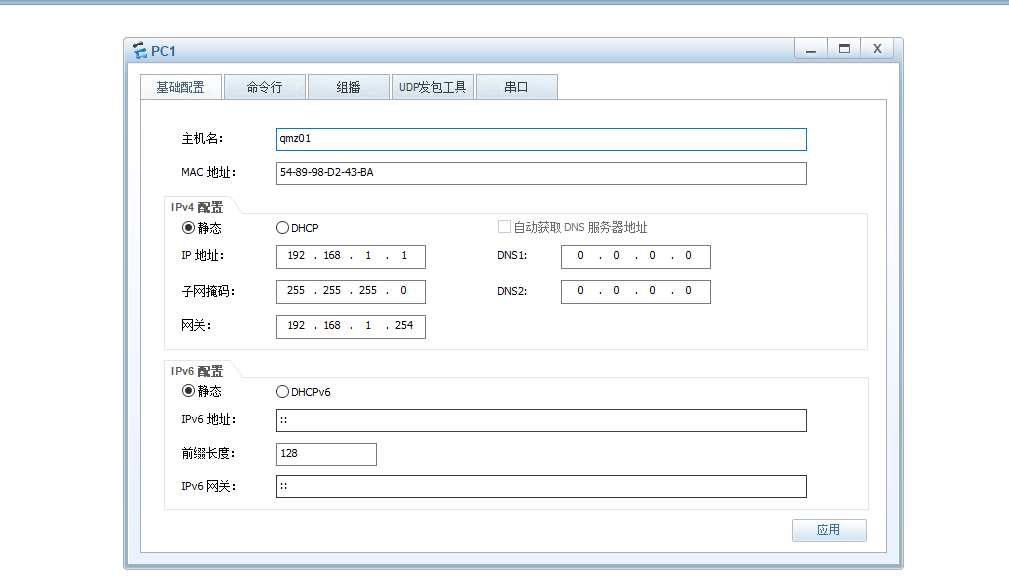 PC1
基础配置 命令行 组播 UDP发包工具 串口
主机名: qmz01
MAC 地址: 54-89-98-D2-43-BA
IPv4 配置
静态 DHCP 自动获取 DNS 服务器地址
IP 地址: 192 . 168 . 1 . 1 DNS1: 0 . 0 . 0 . 0
子网掩码: 255 . 255 . 255 . 0 DNS2: 0 . 0 . 0 . 0
网关: 192 . 168 . 1 . 254
IPv6 配置
静态 DHCPv6
IPv6 地址: ::
前缀长度: 128
IPv6 网关: ::
应用